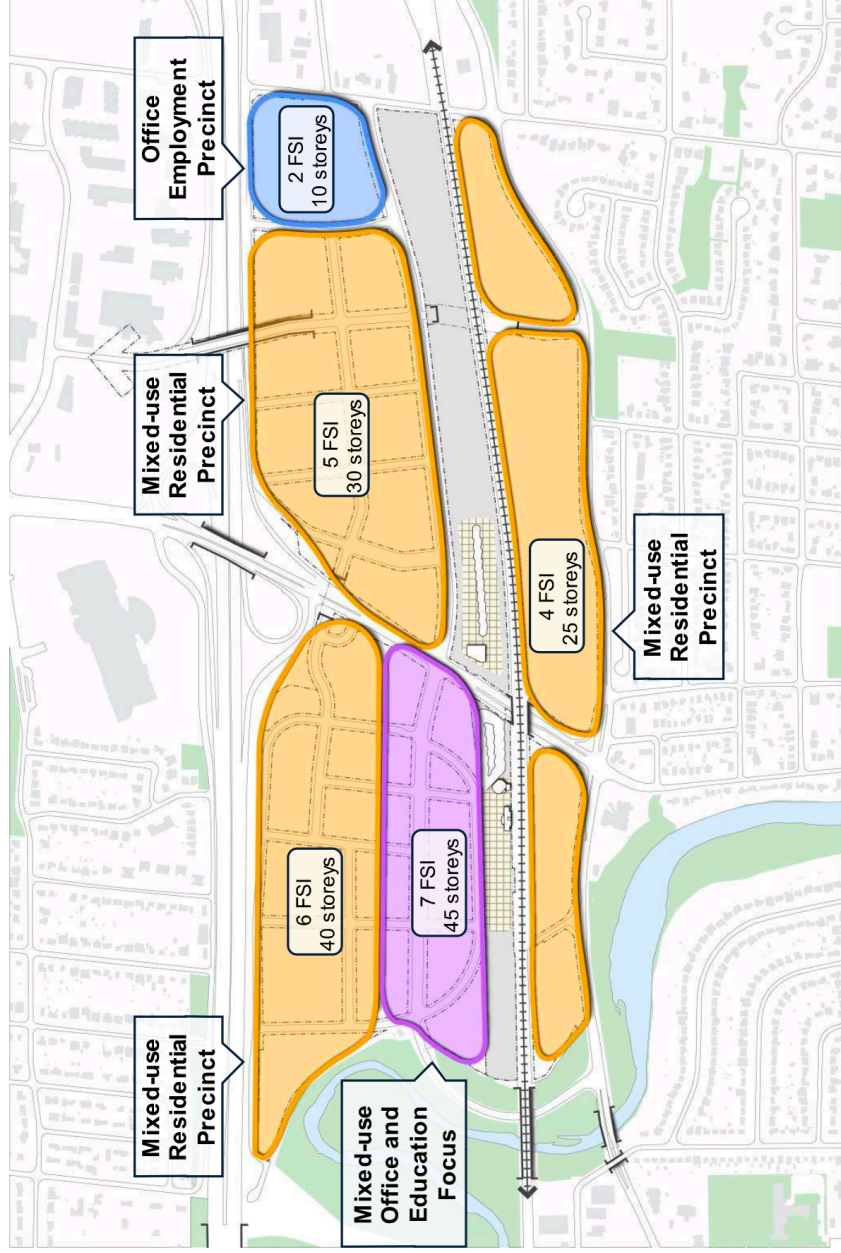 Mixed-use
Residential
Precinct
Mixed-use
Residential
Precinct
Office
Employment
Precinct
6 FSI
40 storeys
5 FSI
30 storeys
2 FSI
10 storeys
7 FSI
45 storeys
Mixed-use
Office and
Education
Focus
4 FSI
25 storeys
Mixed-use
Residential
Precinct